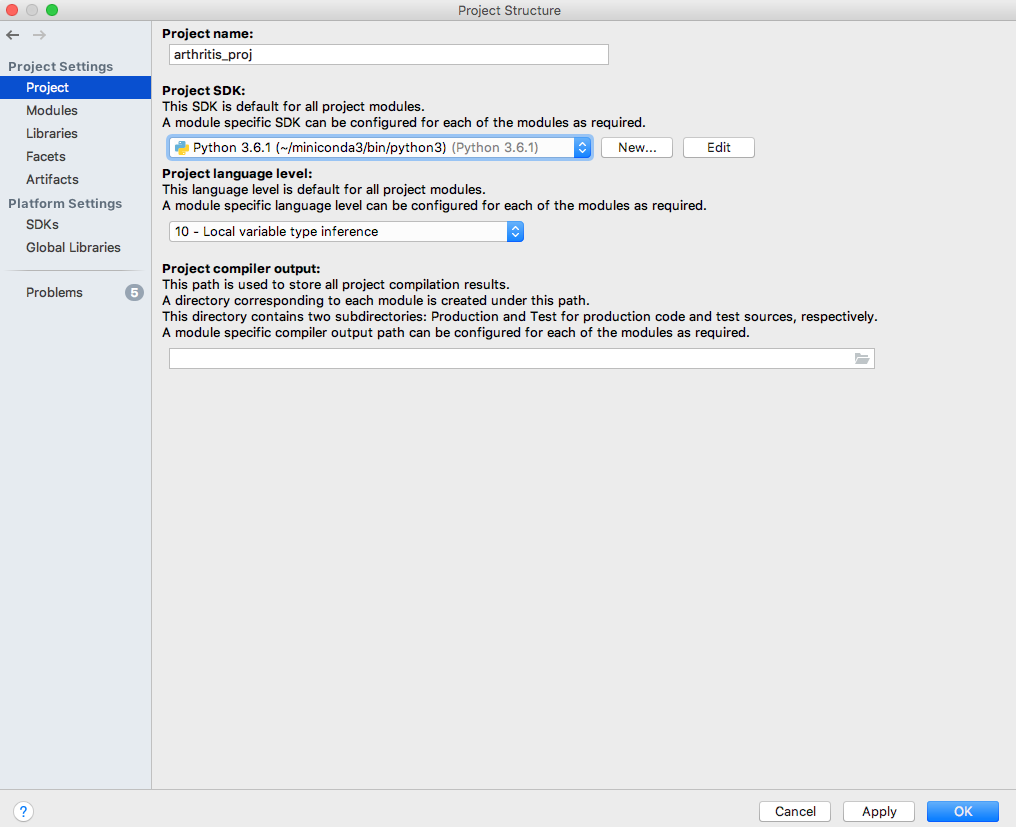 Project Structure
Project Settings
Project
Modules
Libraries
Facets
Artifacts
Platform Settings
SDKs
Global Libraries
Problems 5
Project name:
arthritis_proj
Project SDK:
This SDK is default for all project modules.
A module specific SDK can be configured for each of the modules as required.
Python 3.6.1 (~/miniconda3/bin/python3) (Python 3.6.1) New... Edit
Project language level:
This language level is default for all project modules.
A module specific language level can be configured for each of the modules as required.
10 - Local variable type inference
Project compiler output:
This path is used to store all project compilation results.
A directory corresponding to each module is created under this path.
This directory contains two subdirectories: Production and Test for production code and test sources, respectively.
A module specific compiler output path can be configured for each of the modules as required.
? Cancel Apply OK